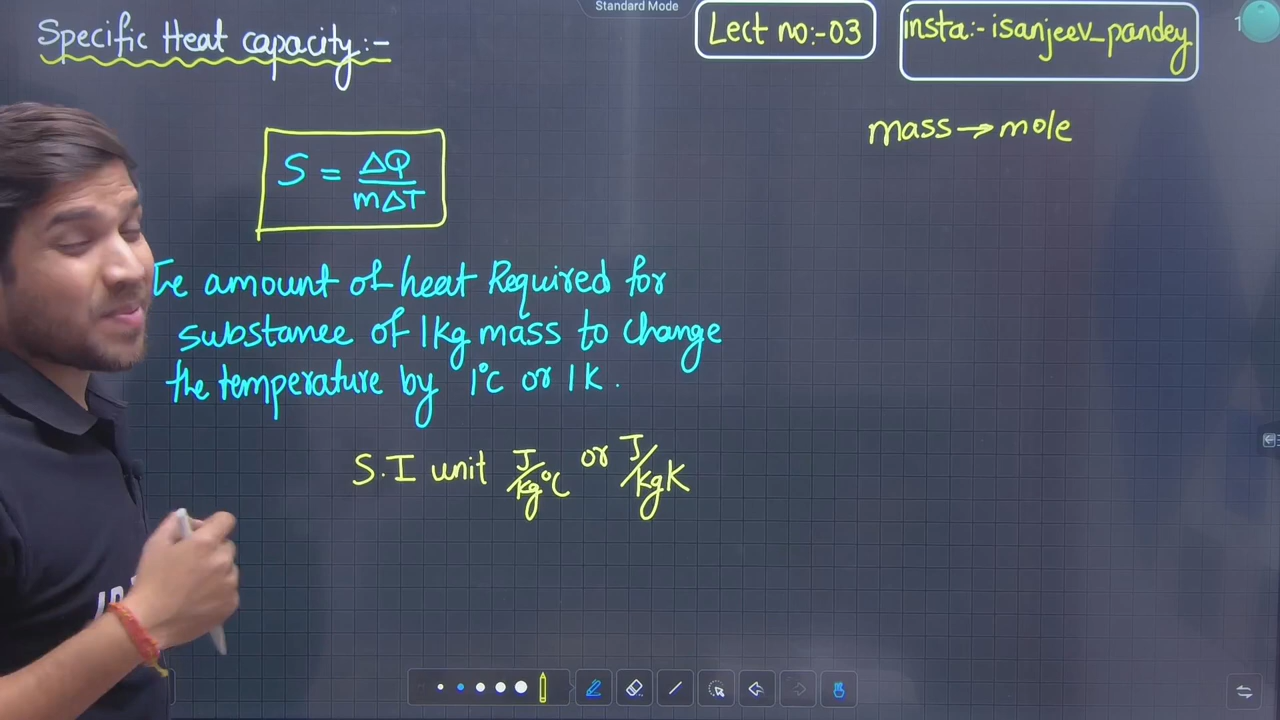 Standard Mode
Specific Heat capacity:-
Lect no:-03
insta:-isanjeev_pandey
mass→mole
S = ΔQ/mΔT
amount of heat Required for
substance of 1kg mass to change
the temperature by 1°C or 1K.
S.I unit J/kg°C or J/kgK